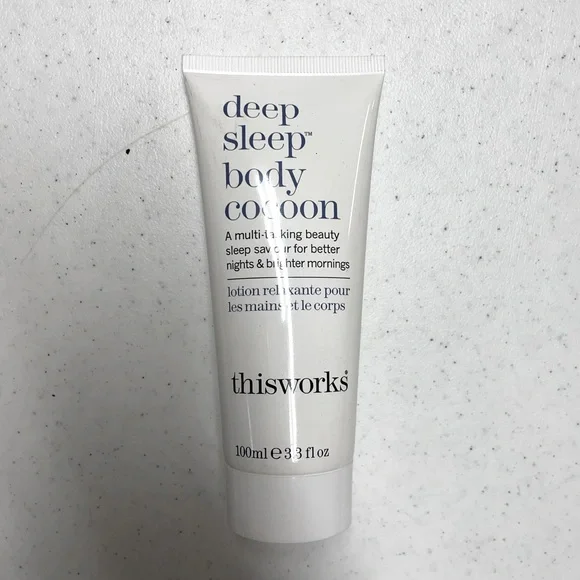 deep
sleep™
body
cocoon
A multi-tasking beauty
sleep saviour for better
nights & brighter mornings
lotion relaxante pour
les mains et le corps
thisworks®
100ml e 3.3 fl oz